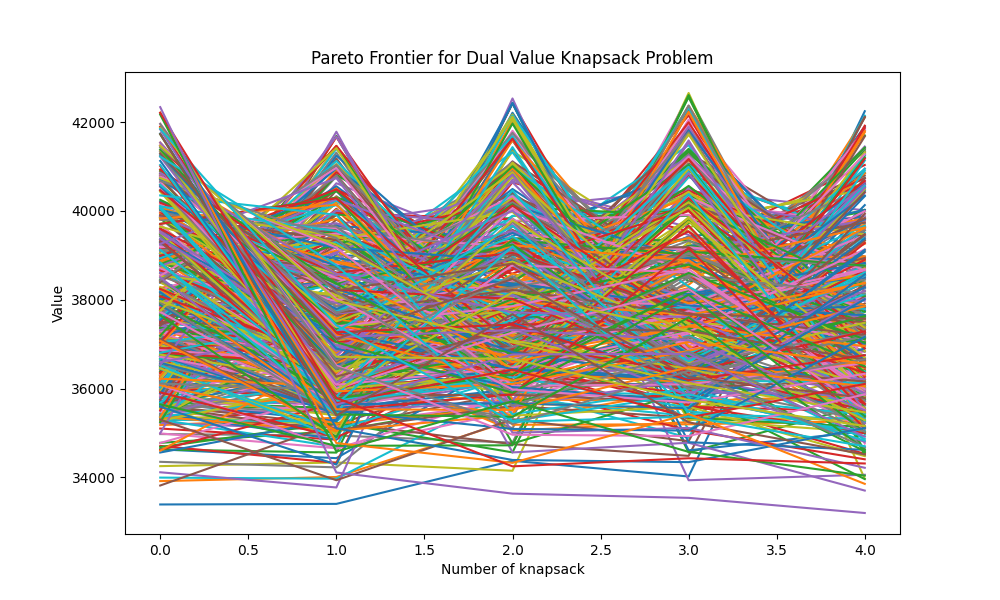 Pareto Frontier for Dual Value Knapsack Problem
Value
42000
40000
38000
36000
34000
0.0 0.5 1.0 1.5 2.0 2.5 3.0 3.5 4.0
Number of knapsack